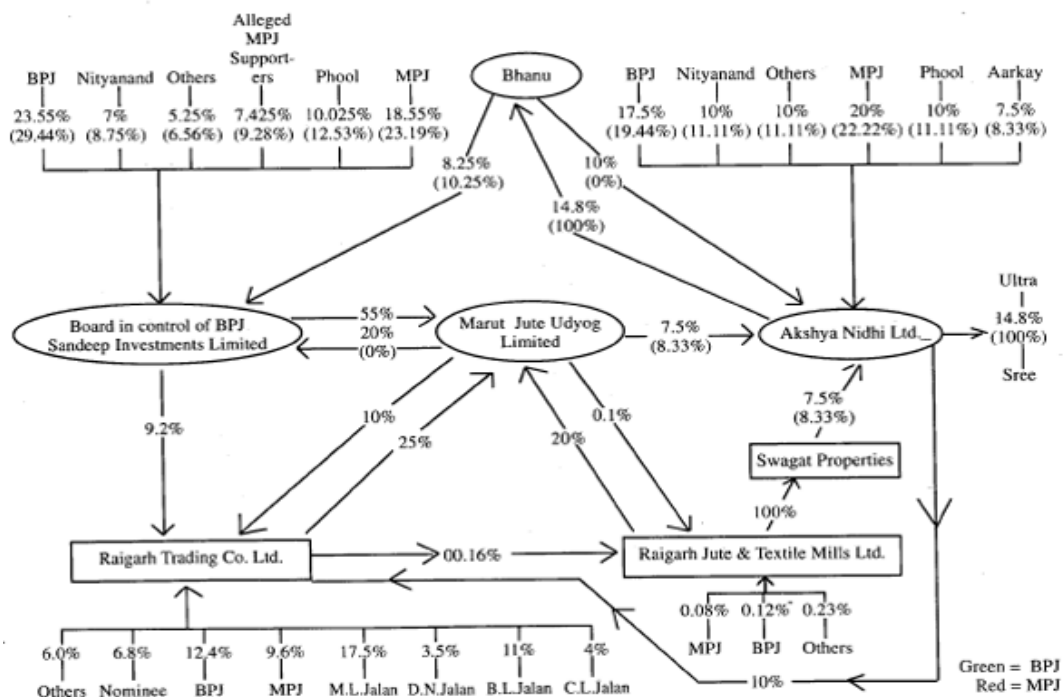 Alleged
MPJ
Support-
ers
BPJ Nityanand Others Phool MPJ
23.55% 7% 5.25% 7.425% 10.025% 18.55%
(29.44%) (8.75%) (6.56%) (9.28%) (12.53%) (23.19%)
Bhanu
BPJ Nityanand Others MPJ Phool Aarkay
17.5% 10% 10% 20% 10% 7.5%
(19.44%) (11.11%) (11.11%) (22.22%) (11.11%) (8.33%)
8.25%
(10.25%)
10%
(0%)
14.8%
(100%)
Board in control of BPJ
Sandeep Investments Limited
55%
20%
(0%)
Marut Jute Udyog
Limited
7.5%
(8.33%)
Akshya Nidhi Ltd._
Ultra
14.8%
(100%)
Sree
9.2%
10%
25%
20%
0.1%
7.5%
(8.33%)
Swagat Properties
100%
Raigarh Trading Co. Ltd.
00.16%
Raigarh Jute & Textile Mills Ltd.
0.08% 0.12% 0.23%
MPJ BPJ Others
6.0% 6.8% 12.4% 9.6% 17.5% 3.5% 11% 4%
Others Nominee BPJ MPJ M.L.Jalan D.N.Jalan B.L.Jalan C.L.Jalan
10%
Green = BPJ
Red = MPJ